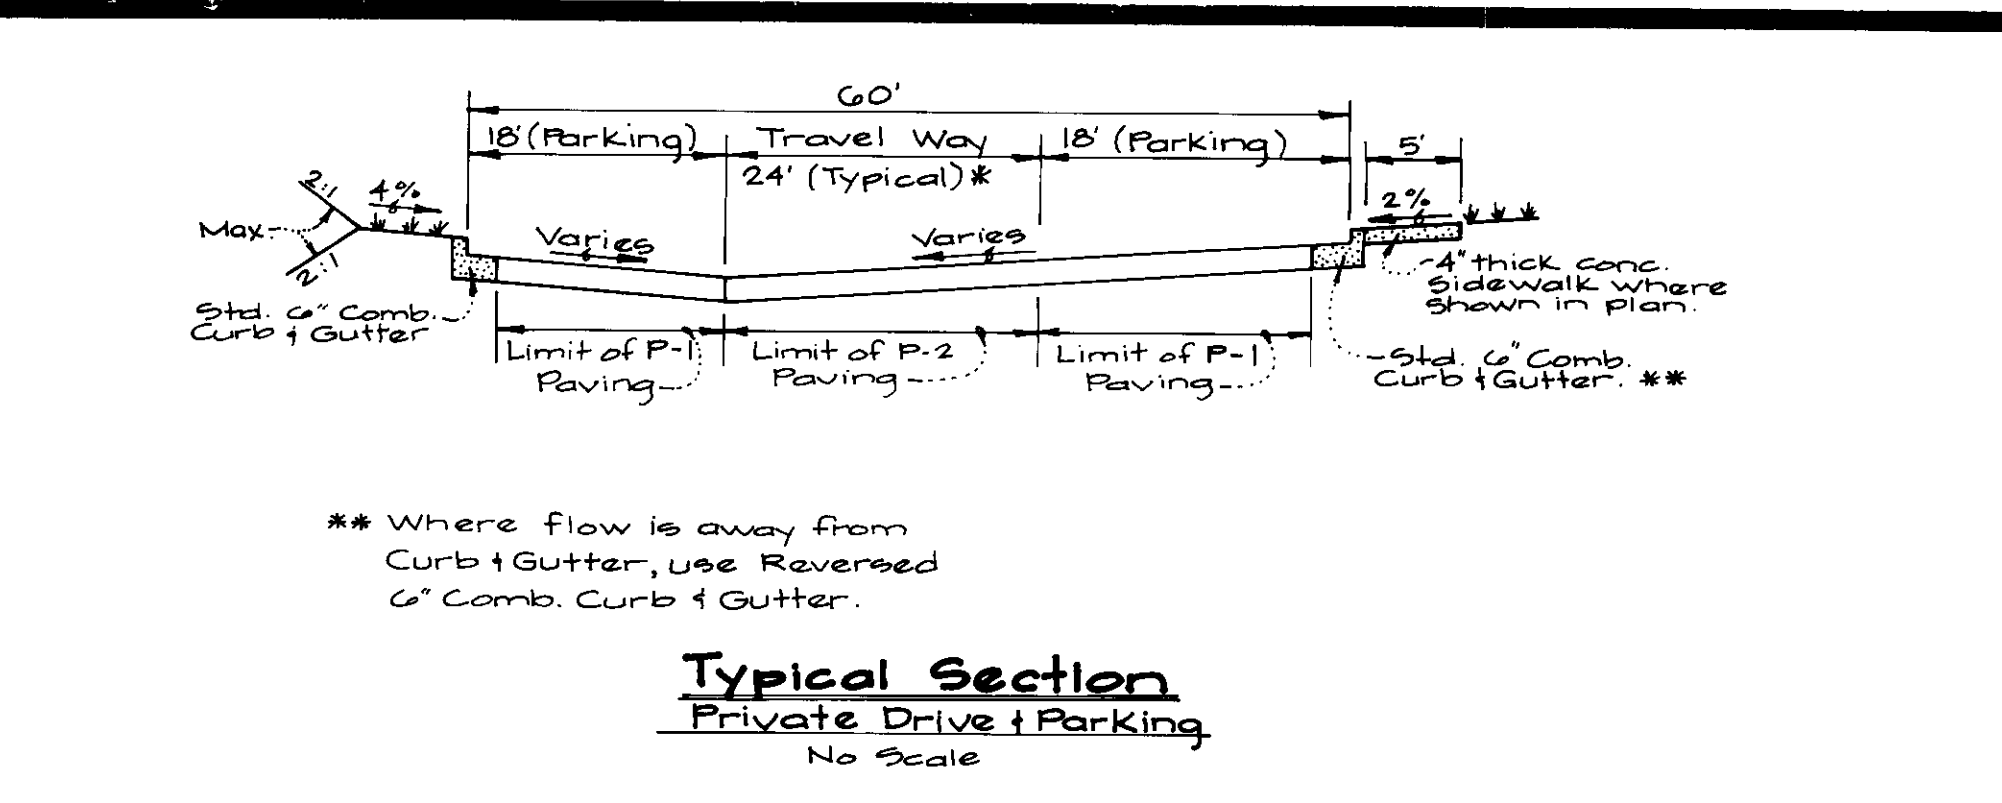 60'
18' (Parking)
Travel Way
18' (Parking)
5'
24' (Typical) *
2:1
4%
2%
Max.
2:1
Varies
Varies
4" thick conc.
Sidewalk where
shown in plan.
Std. 6" Comb.
Curb & Gutter
Limit of P-1
Paving
Limit of P-2
Paving
Limit of P-1
Paving
Std. 6" Comb.
Curb & Gutter. **
** Where flow is away from
Curb & Gutter, use Reversed
6" Comb. Curb & Gutter.
Typical Section
Private Drive & Parking
No Scale